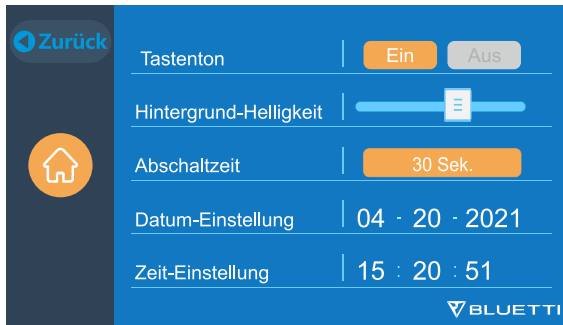 Zurück
Tastenton Ein Aus
Hintergrund-Helligkeit
Abschaltzeit 30 Sek.
Datum-Einstellung 04 - 20 - 2021
Zeit-Einstellung 15 : 20 : 51
BLUETTI